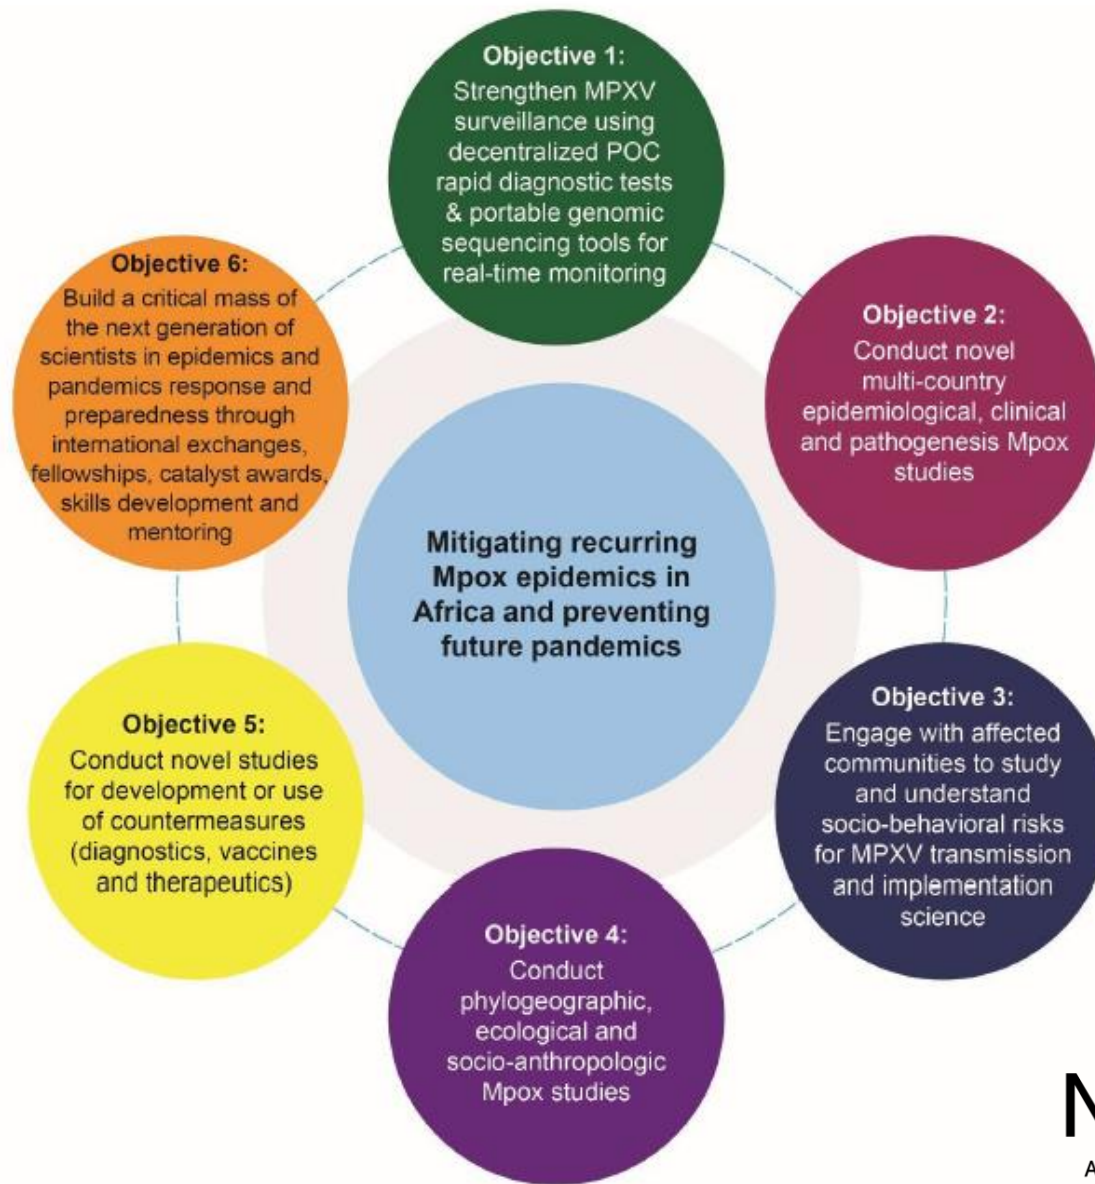 Objective 1:
Strengthen MPXV
surveillance using
decentralized POC
rapid diagnostic tests
& portable genomic
sequencing tools for
real-time monitoring
Objective 2:
Conduct novel
multi-country
epidemiological, clinical
and pathogenesis Mpox
studies
Objective 3:
Engage with affected
communities to study
and understand
socio-behavioral risks
for MPXV transmission
and implementation
science
Objective 4:
Conduct
phylogeographic,
ecological and
socio-anthropologic
Mpox studies
Objective 5:
Conduct novel studies
for development or use
of countermeasures
(diagnostics, vaccines
and therapeutics)
Objective 6:
Build a critical mass of
the next generation of
scientists in epidemics and
pandemics response and
preparedness through
international exchanges,
fellowships, catalyst awards,
skills development and
mentoring
Mitigating recurring
Mpox epidemics in
Africa and preventing
future pandemics